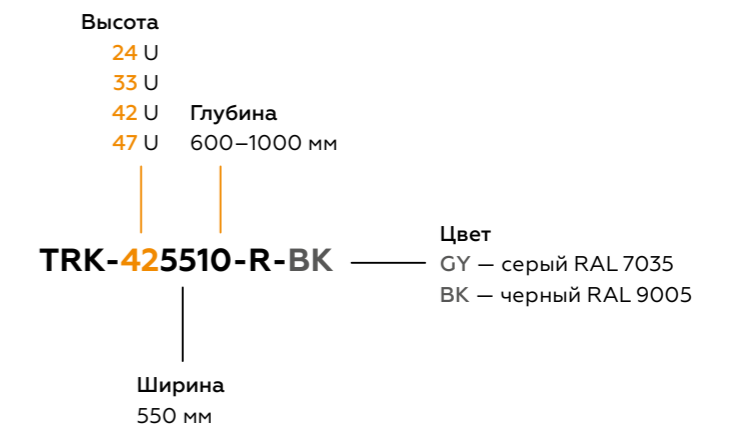 Высота
24 U
33 U
42 U
47 U
Глубина
600–1000 мм
TRK-425510-R-BK
Цвет
GY — серый RAL 7035
BK — черный RAL 9005
Ширина
550 мм